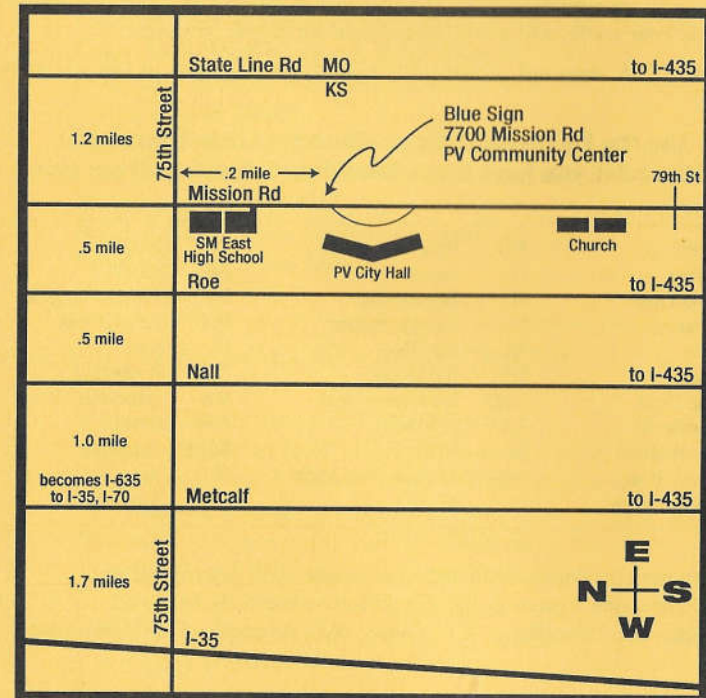 State Line Rd MO to I-435
KS
75th Street
1.2 miles
Blue Sign
7700 Mission Rd
PV Community Center
.2 mile
79th St
Mission Rd
SM East
High School
PV City Hall
Church
.5 mile
Roe to I-435
.5 mile
Nall to I-435
1.0 mile
becomes I-635
to I-35, I-70
Metcalf to I-435
75th Street
1.7 miles
E
N S
W
I-35